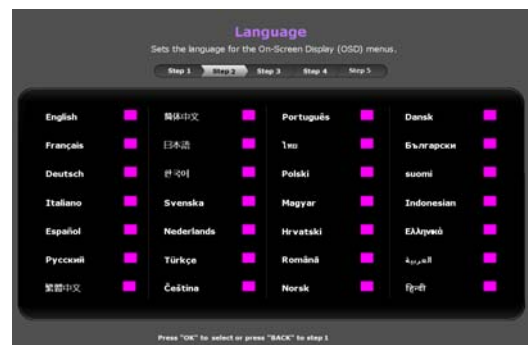 Language
Sets the language for the On-Screen Display (OSD) menus.
Step 1 Step 2 Step 3 Step 4 Step 5
English 簡体中文 Português Dansk
Français 日本語 ไทย Български
Deutsch 한국어 Polski suomi
Italiano Svenska Magyar Indonesian
Español Nederlands Hrvatski Ελληνικά
Русский Türkçe Română العربية
繁體中文 Čeština Norsk हिन्दी
Press "OK" to select or press "BACK" to step 1